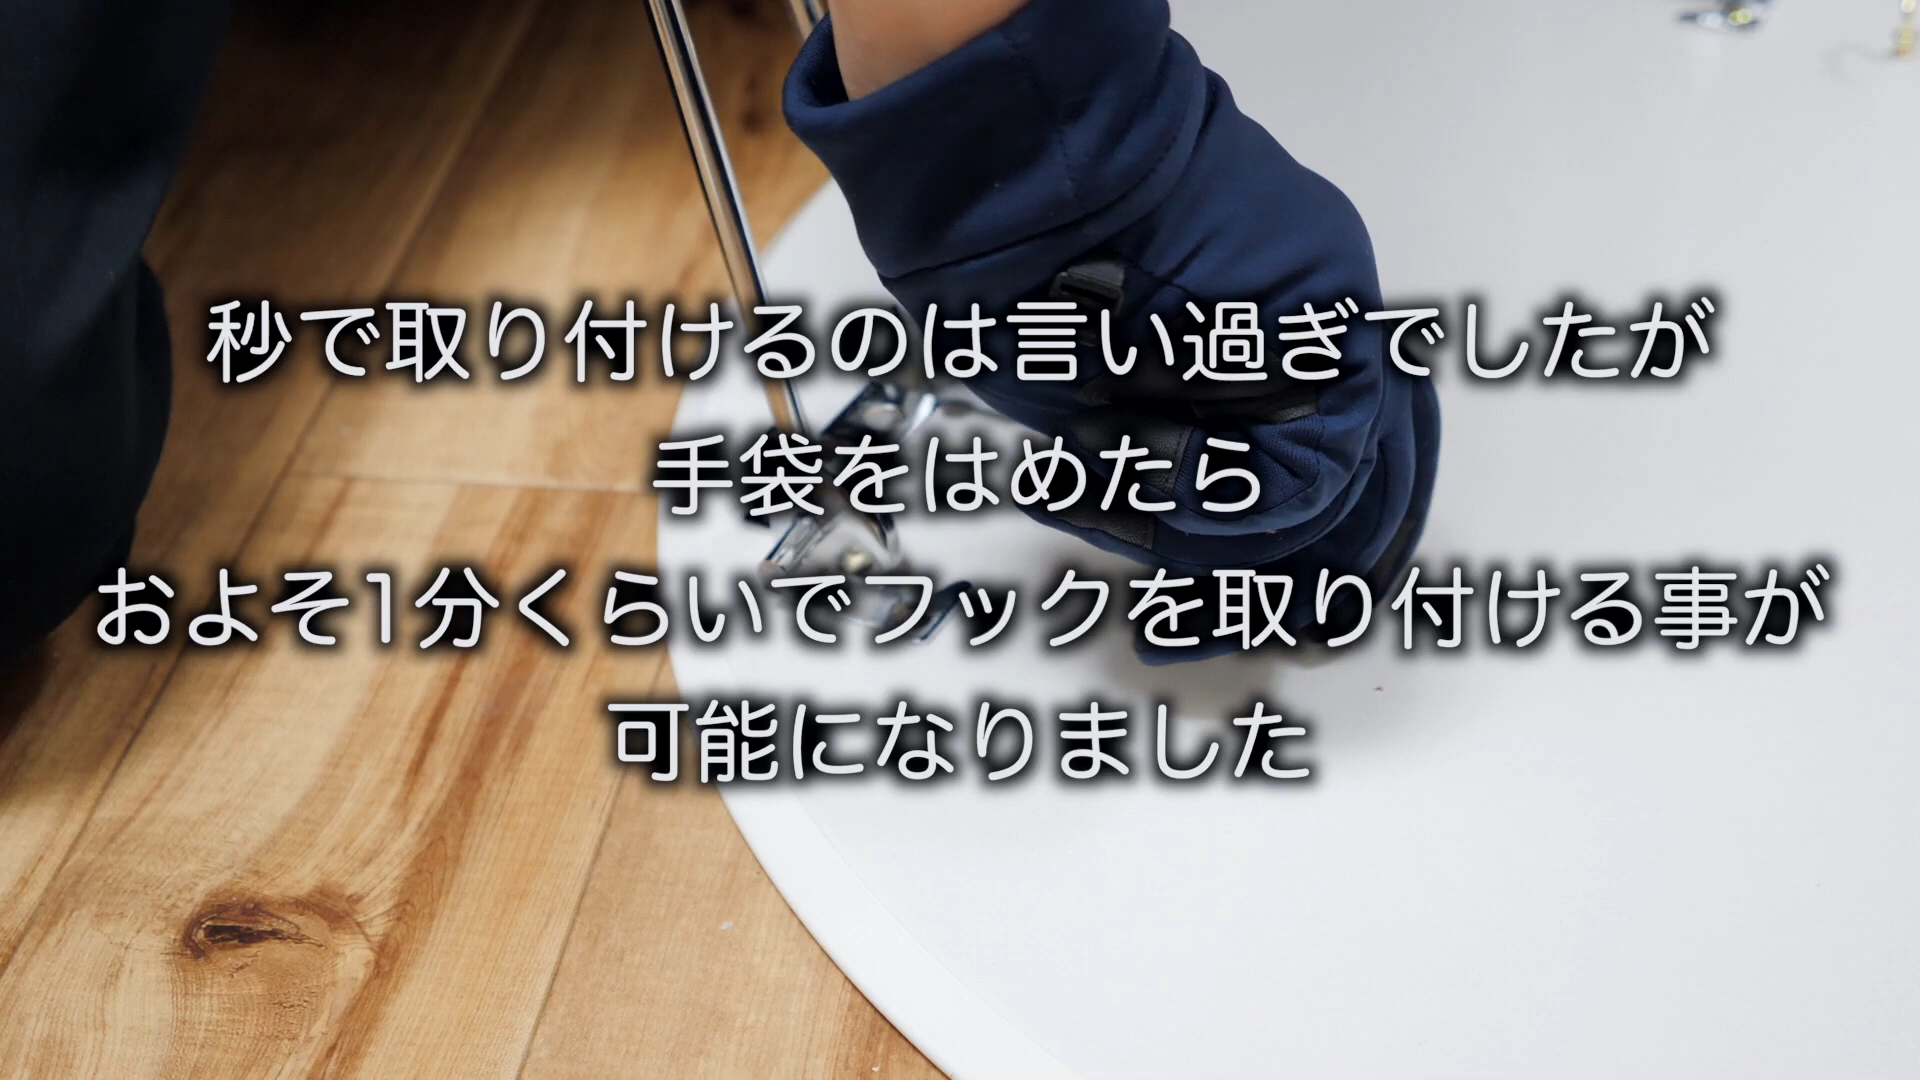 秒で取り付けるのは言い過ぎでしたが
手袋をはめたら
およそ1分くらいでフックを取り付ける事が
可能になりました